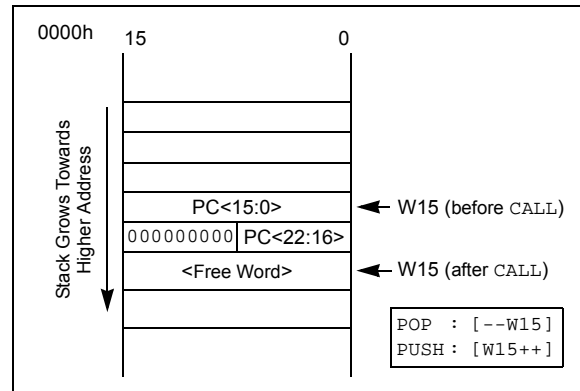 0000h
15 0
Stack Grows Towards
Higher Address
PC<15:0>
W15 (before CALL)
000000000 PC<22:16>
<Free Word>
W15 (after CALL)
POP : [--W15]
PUSH : [W15++]